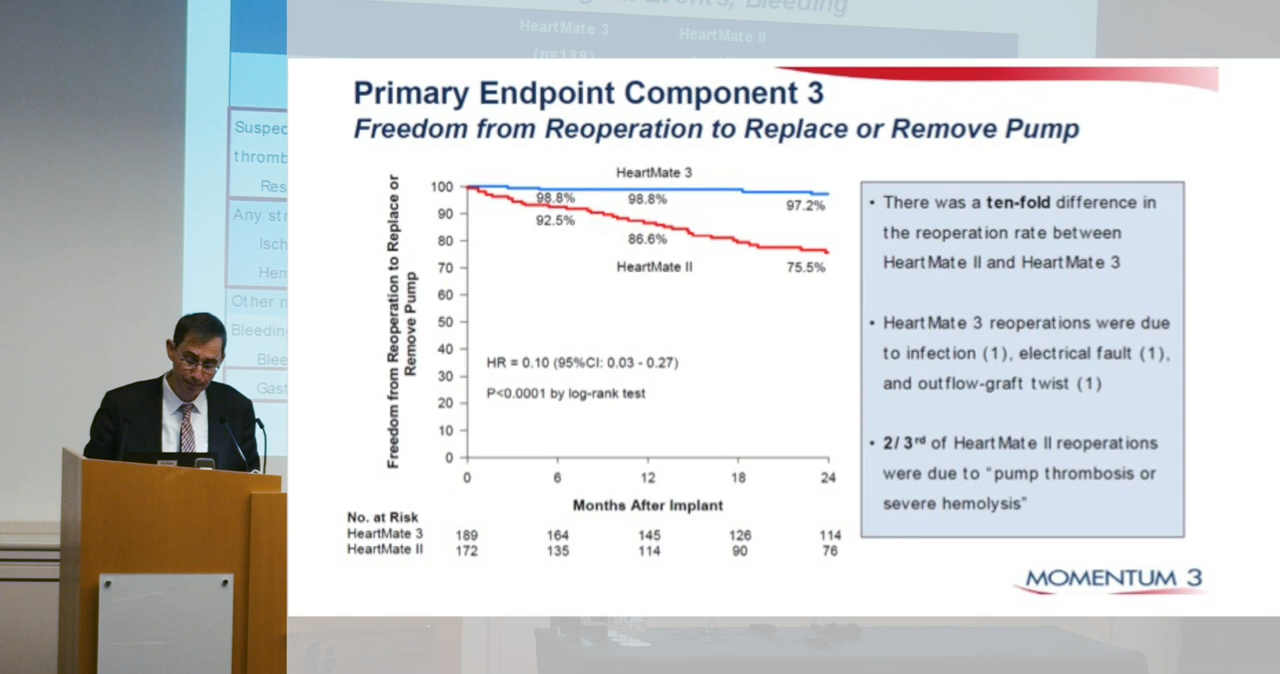 Events, Bleeding
HeartMate 3
HeartMate II
(n=189)
Primary Endpoint Component 3
Freedom from Reoperation to Replace or Remove Pump
Suspec
thromb
Res
Any str
Isch
Hem
Other n
Bleeding
Blee
Gast
Freedom from Reoperation to Replace or
Remove Pump
100
90
80
70
60
50
40
30
20
10
0
HeartMate 3
98.8%
98.8%
97.2%
92.5%
86.6%
75.5%
HeartMate II
HR = 0.10 (95%CI: 0.03 - 0.27)
P<0.0001 by log-rank test
0 6 12 18 24
Months After Implant
No. at Risk
HeartMate 3 189 164 145 126 114
HeartMate II 172 135 114 90 76
• There was a ten-fold difference in
the reoperation rate between
HeartMate II and HeartMate 3
• HeartMate 3 reoperations were due
to infection (1), electrical fault (1),
and outflow-graft twist (1)
• 2/3rd of HeartMate II reoperations
were due to "pump thrombosis or
severe hemolysis"
MOMENTUM 3